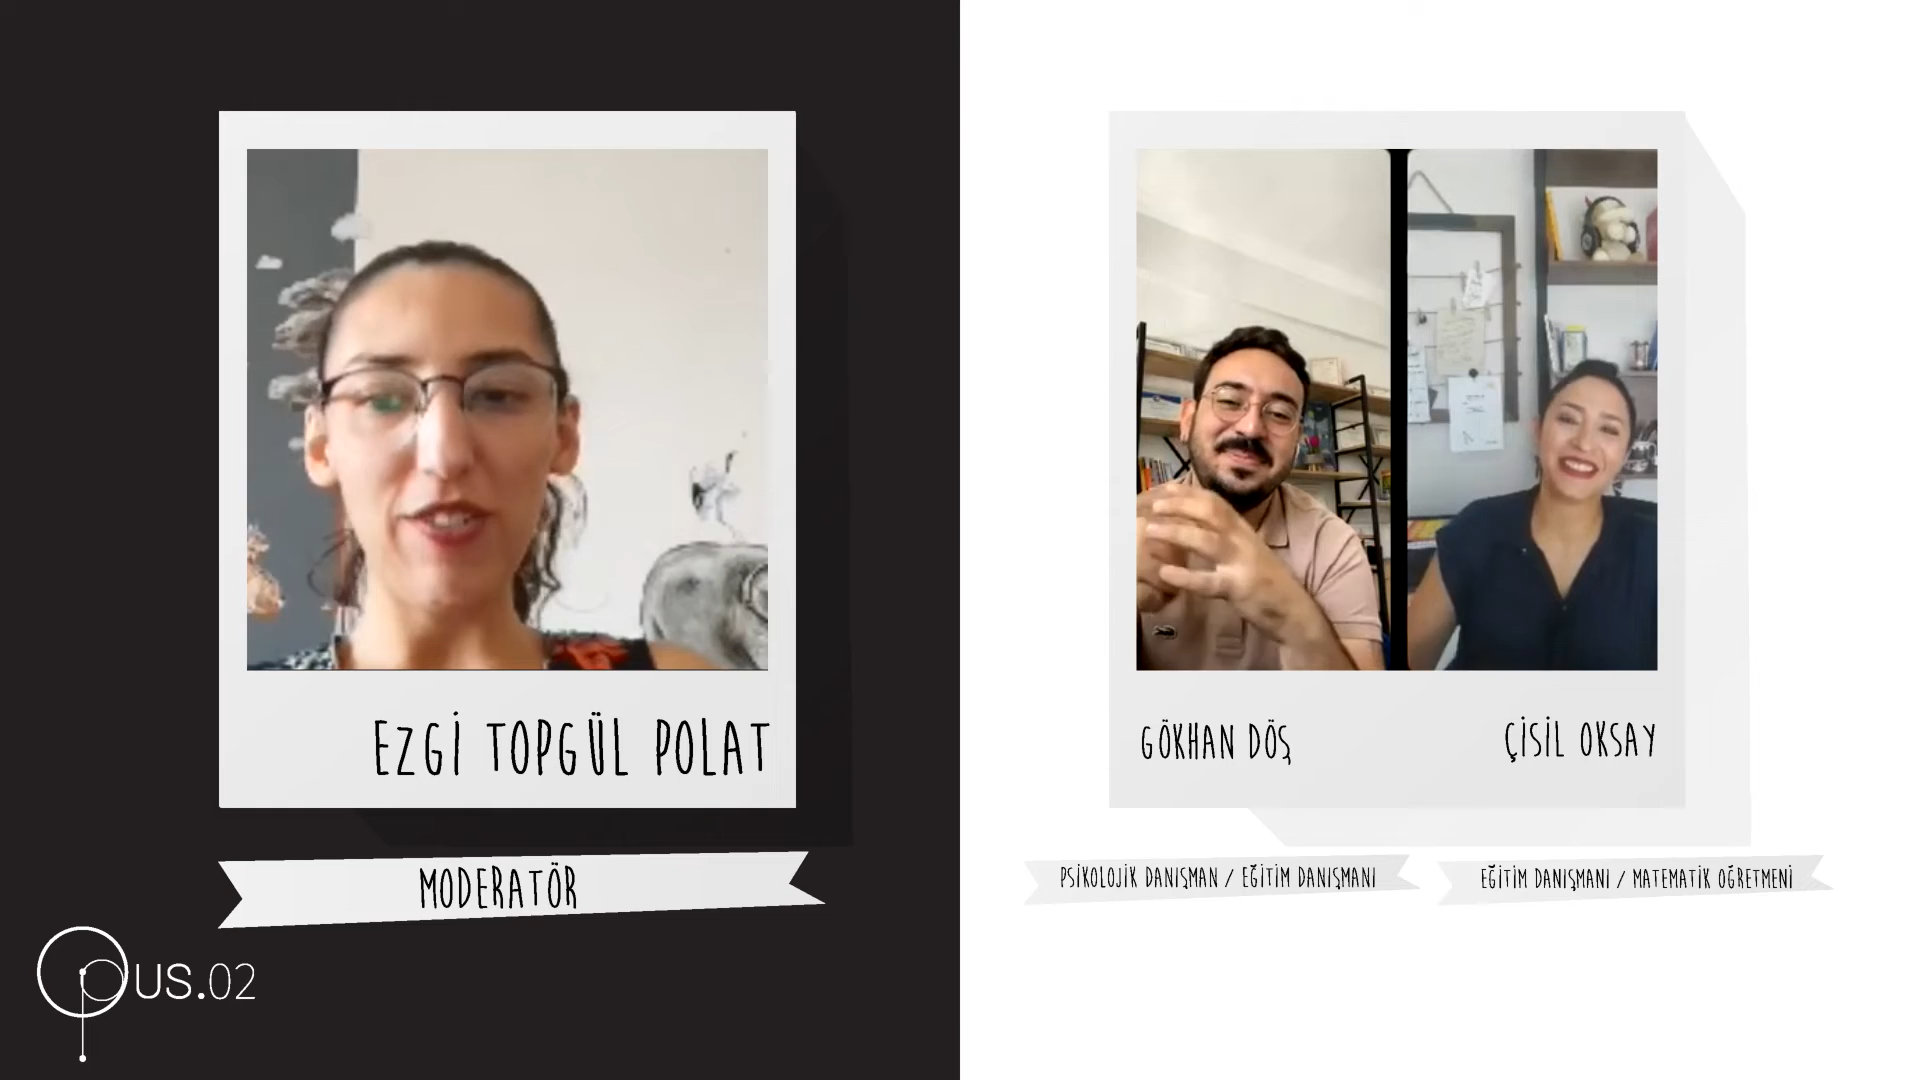 EZGİ TOPGÜL POLAT
MODERATÖR
GÖKHAN DÖŞ
ÇİSİL OKSAY
PSİKOLOJİK DANIŞMAN / EĞİTİM DANIŞMANI
EĞİTİM DANIŞMANI / MATEMATİK ÖĞRETMENİ
OPUS.02